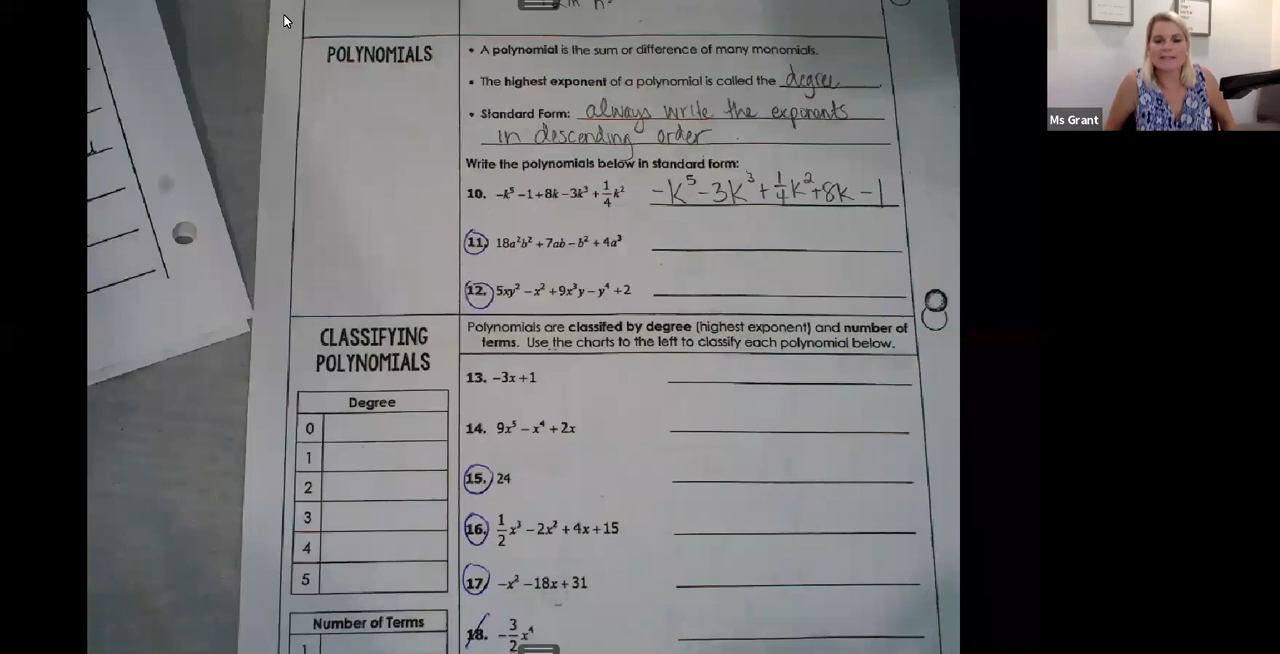 POLYNOMIALS
• A polynomial is the sum or difference of many monomials.
• The highest exponent of a polynomial is called the degree.
• Standard Form: always write the exponents
in descending order
Write the polynomials below in standard form:
10. -k⁵ - 1 + 8k - 3k³ + 1/4 k² -k⁵ - 3k³ + 1/4 k² + 8k - 1
11. 18a²b² + 7ab - b² + 4a³
12. 5xy² - x² + 9x³y - y⁴ + 2
CLASSIFYING
POLYNOMIALS
Polynomials are classifed by degree (highest exponent) and number of
terms. Use the charts to the left to classify each polynomial below.
Degree
0
1
2
3
4
5
Number of Terms
1
13. -3x + 1
14. 9x⁵ - x⁴ + 2x
15. 24
16. 1/2 x³ - 2x² + 4x + 15
17. -x² - 18x + 31
18. -3/2 x⁴
Ms Grant